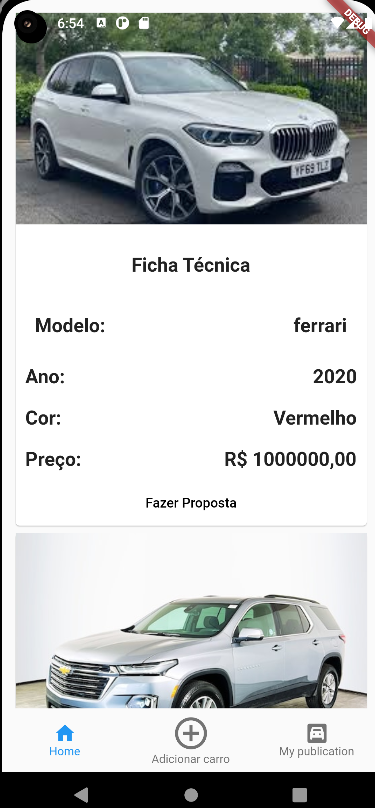 6:54
DEBUG
YF69 TLZ
Ficha Técnica
Modelo: ferrari
Ano: 2020
Cor: Vermelho
Preço: R$ 1000000,00
Fazer Proposta
Home
Adicionar carro
My publication